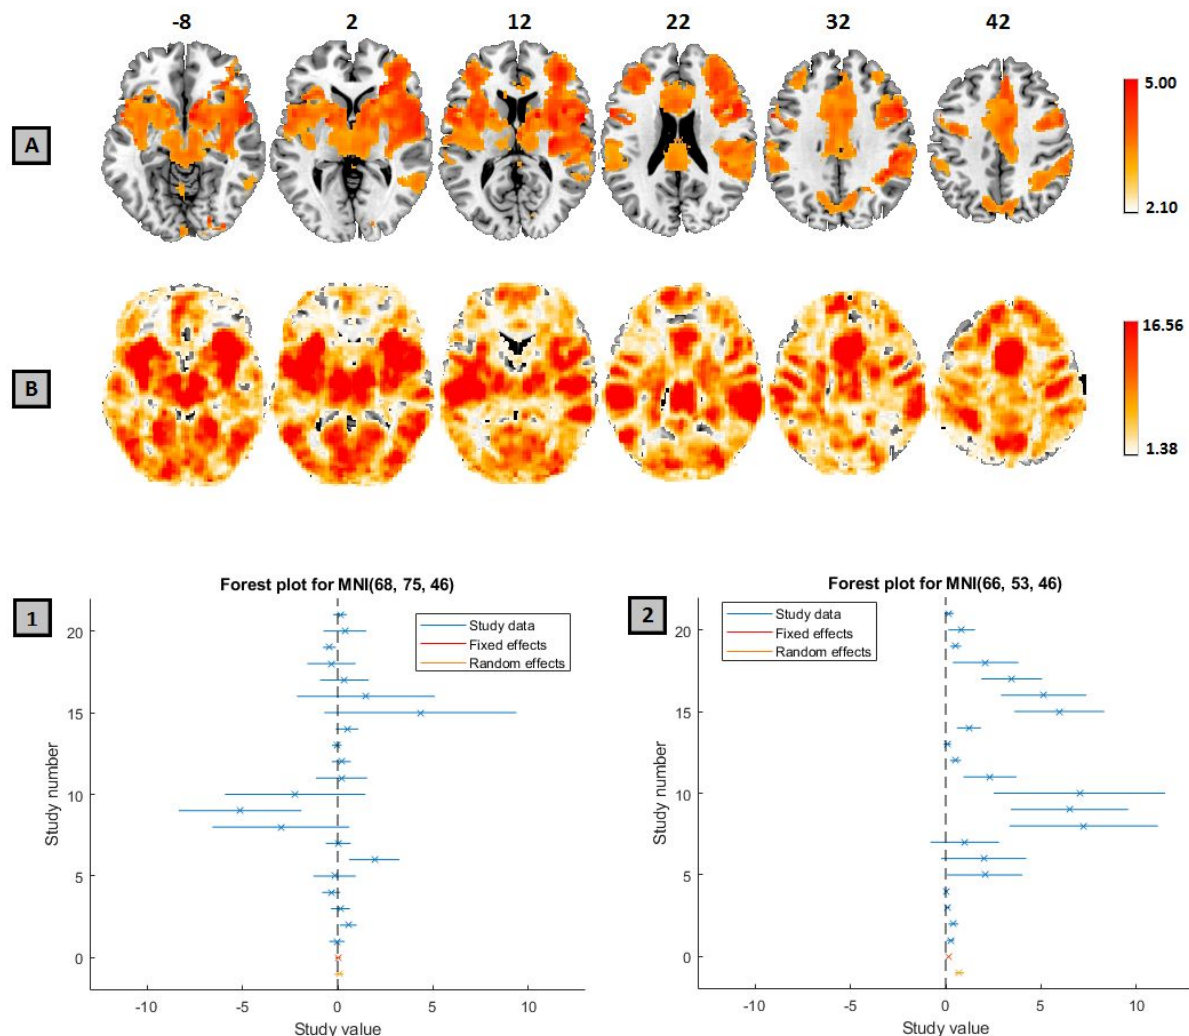 -8 2 12 22 32 42
A
5.00
2.10
B
16.56
1.38
1
Forest plot for MNI(68, 75, 46)
Study data
Fixed effects
Random effects
Study number
20
15
10
5
0
-10 -5 0 5 10
Study value
2
Forest plot for MNI(66, 53, 46)
Study data
Fixed effects
Random effects
Study number
20
15
10
5
0
-10 -5 0 5 10
Study value